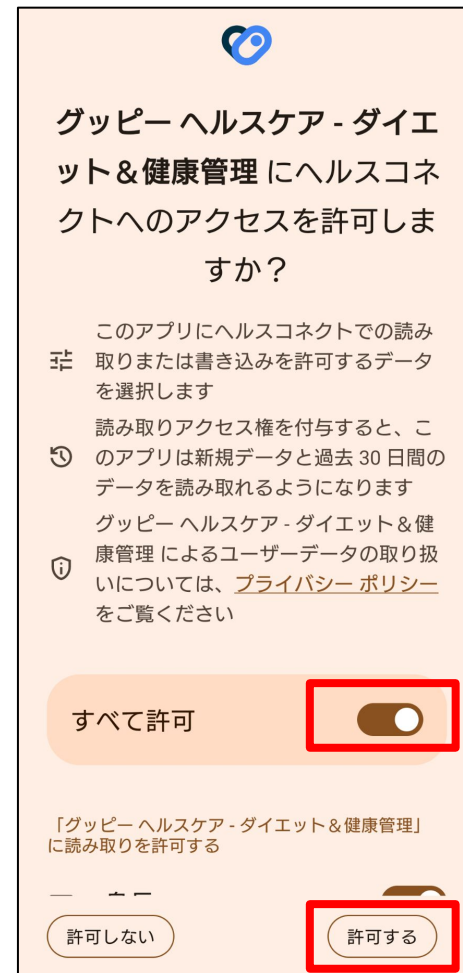 グッピー ヘルスケア - ダイエ
ット＆健康管理 にヘルスコネ
クトへのアクセスを許可しま
すか？
このアプリにヘルスコネクトでの読み
取りまたは書き込みを許可するデータ
を選択します
読み取りアクセス権を付与すると、こ
のアプリは新規データと過去 30 日間の
データを読み取れるようになります
グッピー ヘルスケア - ダイエット＆健
康管理 によるユーザーデータの取り扱
いについては、プライバシー ポリシー
をご覧ください
すべて許可
「グッピー ヘルスケア - ダイエット＆健康管理」
に読み取りを許可する
許可しない
許可する